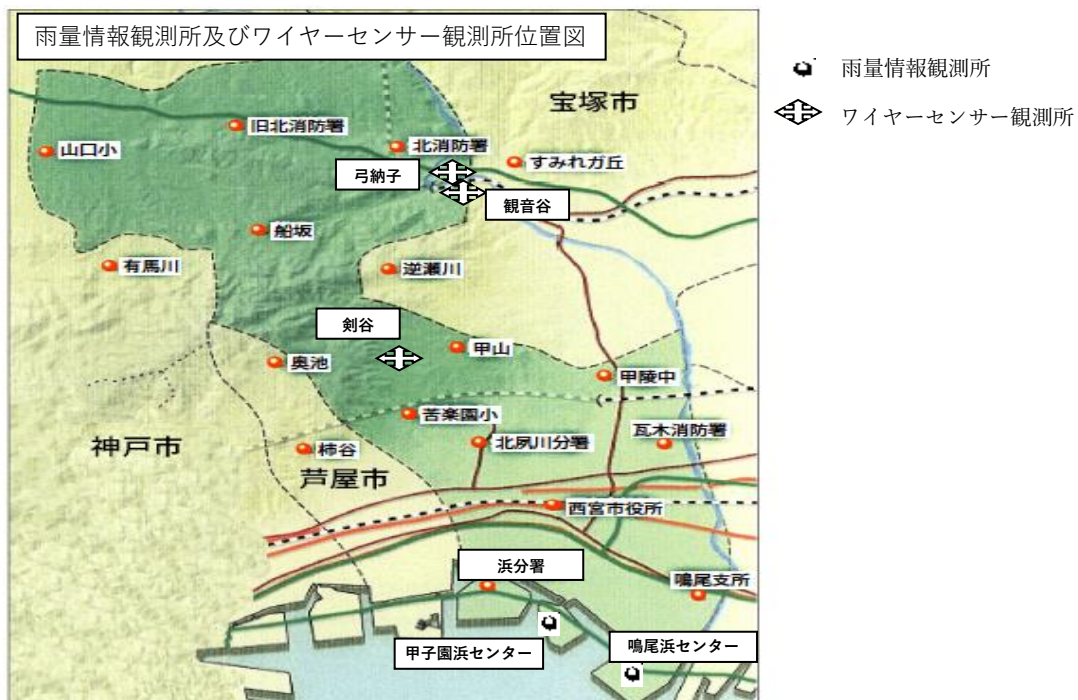 雨量情報観測所及びワイヤーセンサー観測所位置図
雨量情報観測所
ワイヤーセンサー観測所
宝塚市
旧北消防署
山口小
北消防署
すみれガ丘
弓納子
観音谷
船坂
有馬川
逆瀬川
剣谷
甲山
奥池
甲陵中
苦楽園小
北夙川分署
瓦木消防署
神戸市
柿谷
芦屋市
西宮市役所
浜分署
鳴尾支所
甲子園浜センター
鳴尾浜センター